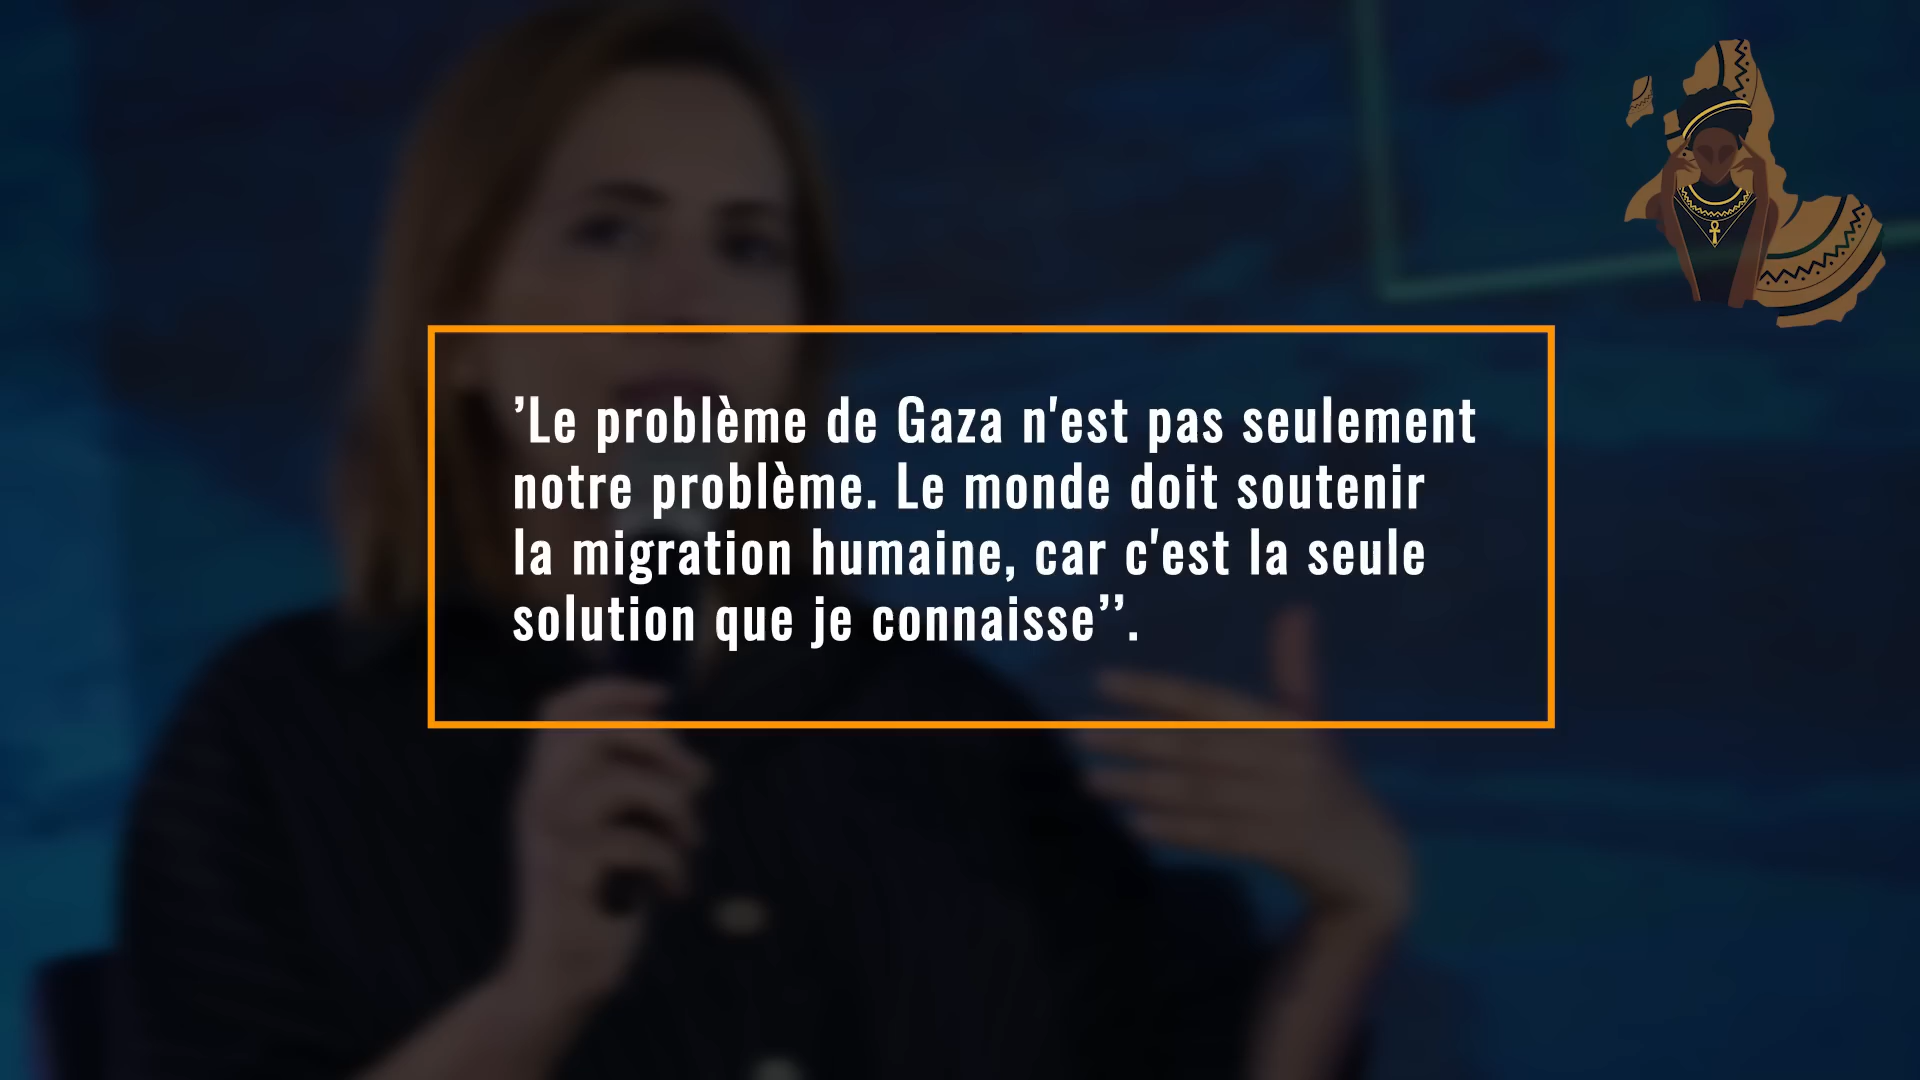 ’Le problème de Gaza n'est pas seulement
notre problème. Le monde doit soutenir
la migration humaine, car c'est la seule
solution que je connaisse’’.